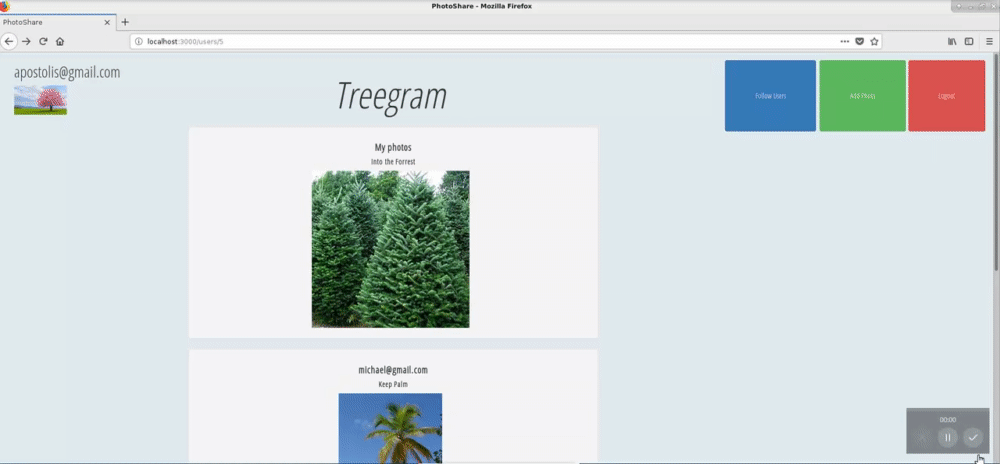 PhotoShare - Mozilla Firefox
PhotoShare
localhost:3000/users/5
apostolis@gmail.com
Treegram
Follow Users
Add Photo
Logout
My photos
Into the Forrest
michael@gmail.com
Keep Palm
00:00